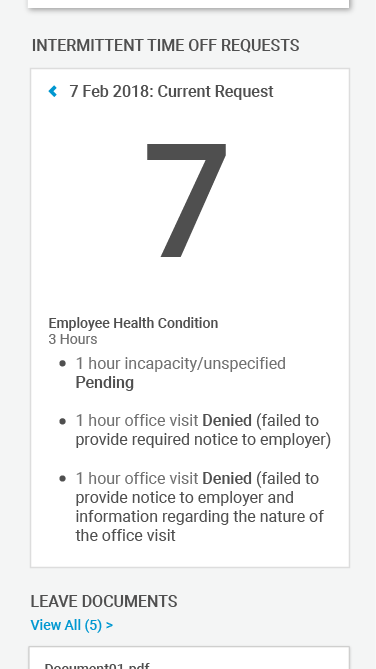 INTERMITTENT TIME OFF REQUESTS
7 Feb 2018: Current Request
7
Employee Health Condition
3 Hours
1 hour incapacity/unspecified
Pending
1 hour office visit Denied (failed to
provide required notice to employer)
1 hour office visit Denied (failed to
provide notice to employer and
information regarding the nature of
the office visit
LEAVE DOCUMENTS
View All (5) >
Document01.pdf